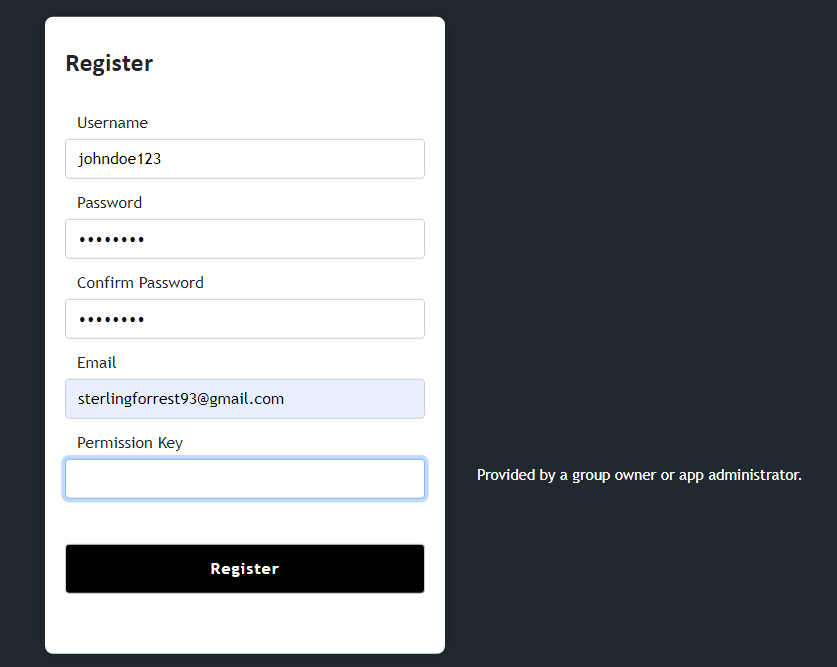 Register
Username
johndoe123
Password
••••••••
Confirm Password
••••••••
Email
sterlingforrest93@gmail.com
Permission Key
Provided by a group owner or app administrator.
Register